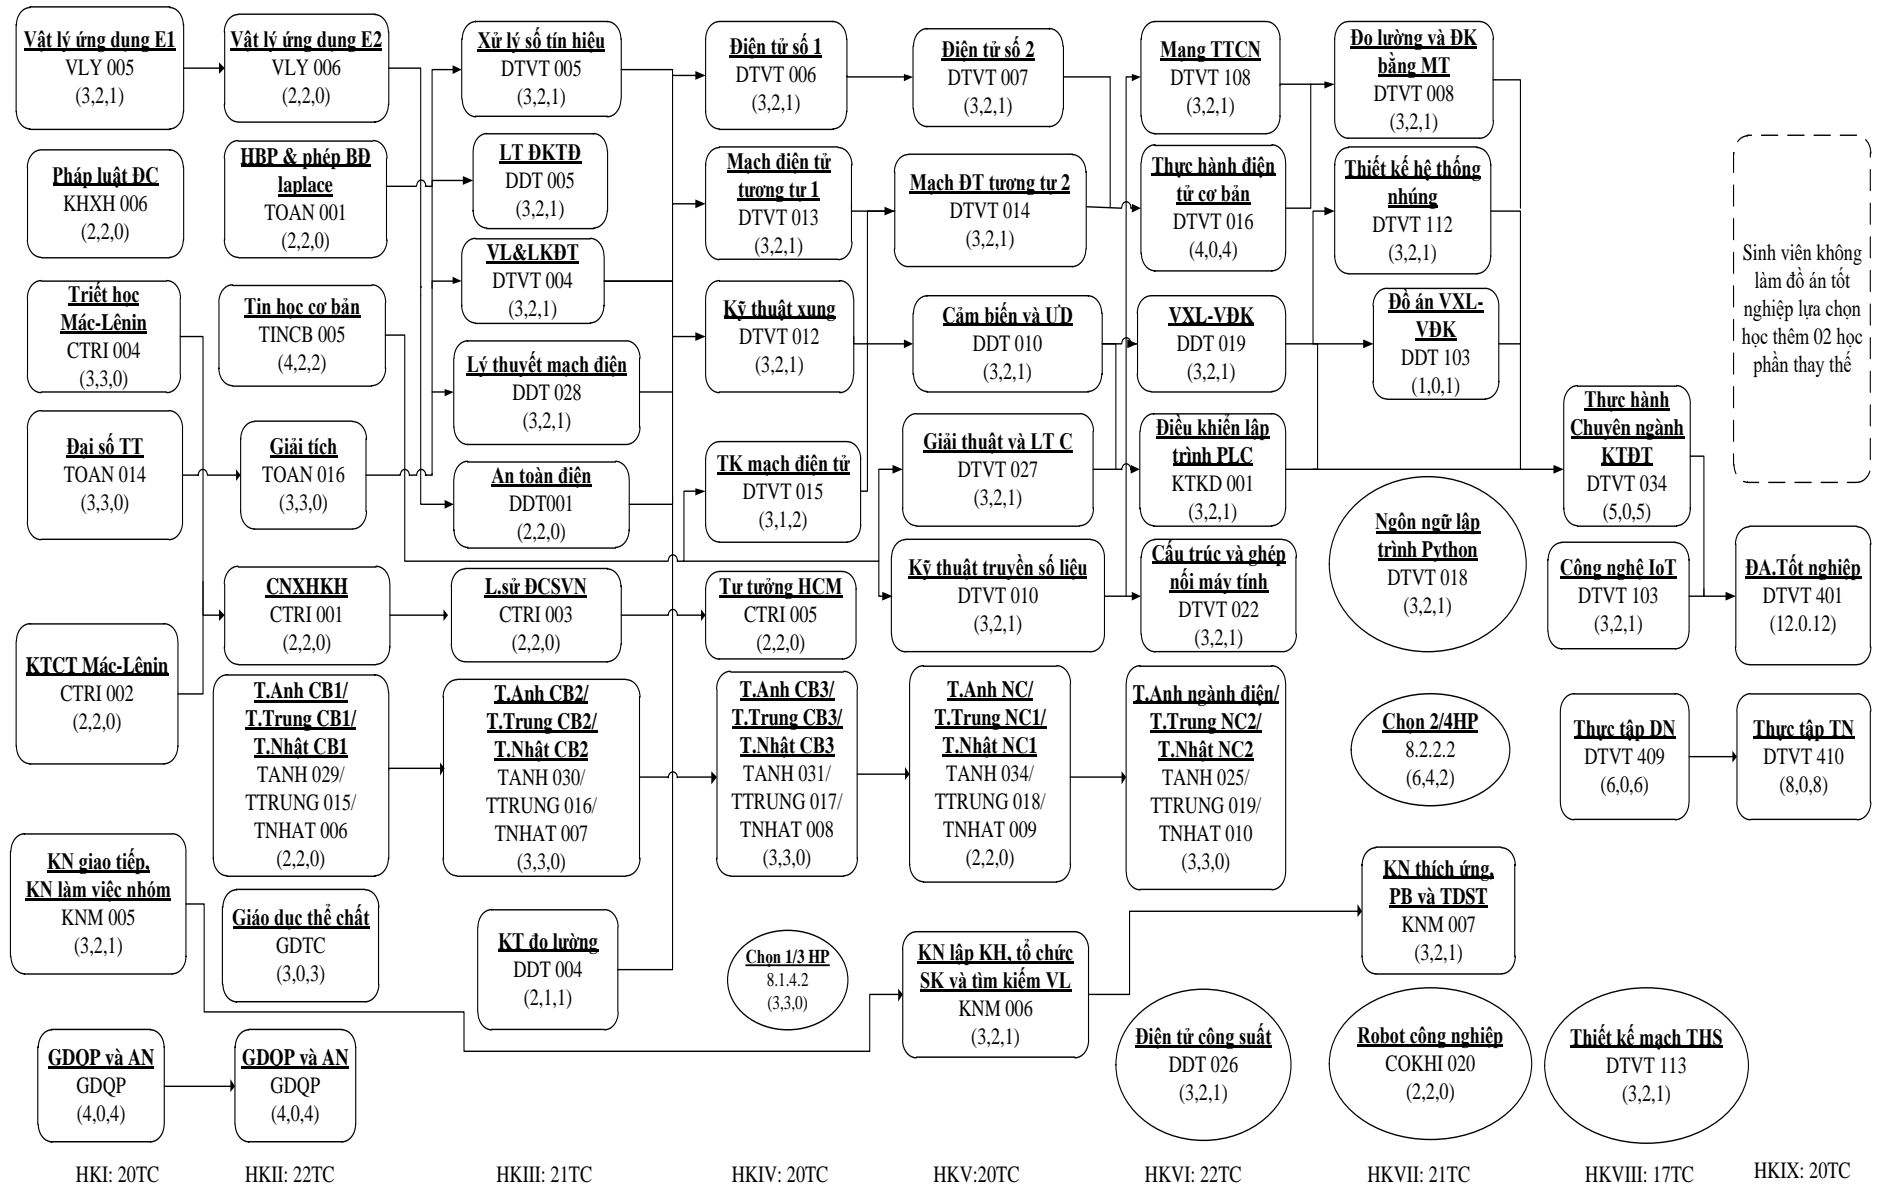 Vật lý ứng dụng E1
VLY 005
(3,2,1)
Pháp luật ĐC
KHXH 006
(2,2,0)
Triết học
Mác-Lênin
CTRI 004
(3,3,0)
Đại số TT
TOAN 014
(3,3,0)
KTCT Mác-Lênin
CTRI 002
(2,2,0)
KN giao tiếp,
KN làm việc nhóm
KNM 005
(3,2,1)
GDQP và AN
GDQP
(4,0,4)
HKI: 20TC
Vật lý ứng dụng E2
VLY 006
(2,2,0)
HBP & phép BĐ
laplace
TOAN 001
(2,2,0)
Tin học cơ bản
TINCB 005
(4,2,2)
Giải tích
TOAN 016
(3,3,0)
CNXHKH
CTRI 001
(2,2,0)
T.Anh CB1/
T.Trung CB1/
T.Nhật CB1
TANH 029/
TTRUNG 015/
TNHAT 006
(2,2,0)
Giáo dục thể chất
GDTC
(3,0,3)
GDQP và AN
GDQP
(4,0,4)
HKII: 22TC
Xử lý số tín hiệu
DTVT 005
(3,2,1)
LT ĐKTĐ
DDT 005
(3,2,1)
VL&LKĐT
DTVT 004
(3,2,1)
Lý thuyết mạch điện
DDT 028
(3,2,1)
An toàn điện
DDT001
(2,2,0)
L.sử ĐCSVN
CTRI 003
(2,2,0)
T.Anh CB2/
T.Trung CB2/
T.Nhật CB2
TANH 030/
TTRUNG 016/
TNHAT 007
(3,3,0)
KT đo lường
DDT 004
(2,1,1)
HKIII: 21TC
Điện tử số 1
DTVT 006
(3,2,1)
Mạch điện tử
tương tự 1
DTVT 013
(3,2,1)
Kỹ thuật xung
DTVT 012
(3,2,1)
TK mạch điện tử
DTVT 015
(3,1,2)
Tư tưởng HCM
CTRI 005
(2,2,0)
T.Anh CB3/
T.Trung CB3/
T.Nhật CB3
TANH 031/
TTRUNG 017/
TNHAT 008
(3,3,0)
Chọn 1/3 HP
8.1.4.2
(3,3,0)
HKIV: 20TC
Điện tử số 2
DTVT 007
(3,2,1)
Mạch ĐT tương tự 2
DTVT 014
(3,2,1)
Cảm biến và ƯD
DDT 010
(3,2,1)
Giải thuật và LT C
DTVT 027
(3,2,1)
Kỹ thuật truyền số liệu
DTVT 010
(3,2,1)
T.Anh NC/
T.Trung NC1/
T.Nhật NC1
TANH 034/
TTRUNG 018/
TNHAT 009
(2,2,0)
KN lập KH, tổ chức
SK và tìm kiếm VL
KNM 006
(3,2,1)
HKV:20TC
Mạng TTCN
DTVT 108
(3,2,1)
Thực hành điện
tử cơ bản
DTVT 016
(4,0,4)
VXL-VĐK
DDT 019
(3,2,1)
Điều khiển lập
trình PLC
KTKD 001
(3,2,1)
Cấu trúc và ghép
nối máy tính
DTVT 022
(3,2,1)
T.Anh ngành điện/
T.Trung NC2/
T.Nhật NC2
TANH 025/
TTRUNG 019/
TNHAT 010
(3,3,0)
Điện tử công suất
DDT 026
(3,2,1)
HKVI: 22TC
Đo lường và ĐK
bằng MT
DTVT 008
(3,2,1)
Thiết kế hệ thống
nhúng
DTVT 112
(3,2,1)
Đồ án VXL-
VĐK
DDT 103
(1,0,1)
Ngôn ngữ lập
trình Python
DTVT 018
(3,2,1)
Chọn 2/4HP
8.2.2.2
(6,4,2)
KN thích ứng,
PB và TDST
KNM 007
(3,2,1)
Robot công nghiệp
COKHI 020
(2,2,0)
HKVII: 21TC
Thực hành
Chuyên ngành
KTĐT
DTVT 034
(5,0,5)
Công nghệ IoT
DTVT 103
(3,2,1)
Thực tập DN
DTVT 409
(6,0,6)
Thiết kế mạch THS
DTVT 113
(3,2,1)
HKVIII: 17TC
Sinh viên không
làm đồ án tốt
nghiệp lựa chọn
học thêm 02 học
phần thay thế
ĐA.Tốt nghiệp
DTVT 401
(12.0.12)
Thực tập TN
DTVT 410
(8,0,8)
HKIX: 20TC